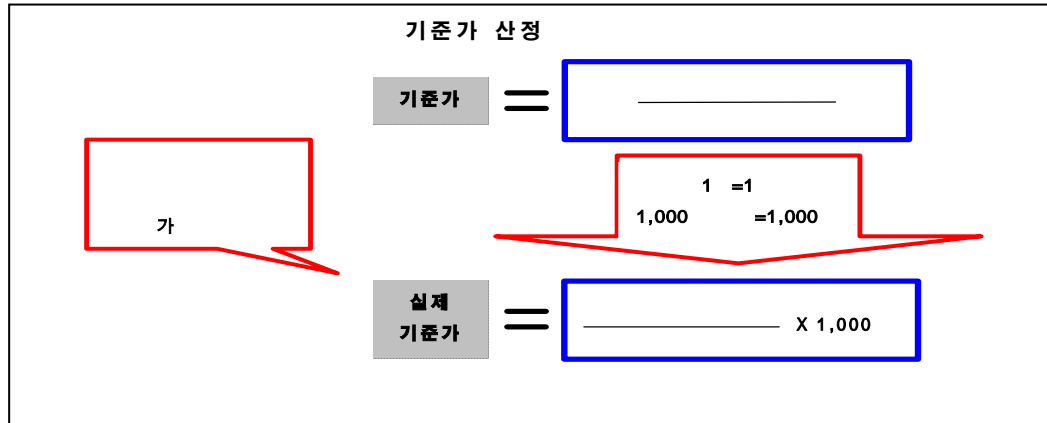 기준가 산정
기준가 =
1 =1
1,000 =1,000
가
실제
기준가 = X 1,000